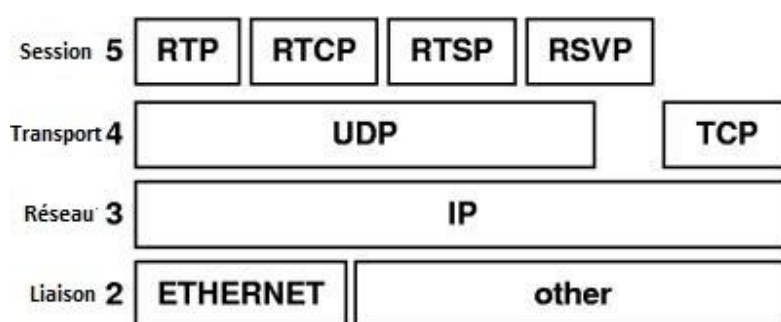 Session 5 RTP RTCP RTSP RSVP
Transport 4 UDP TCP
Réseau 3 IP
Liaison 2 ETHERNET other